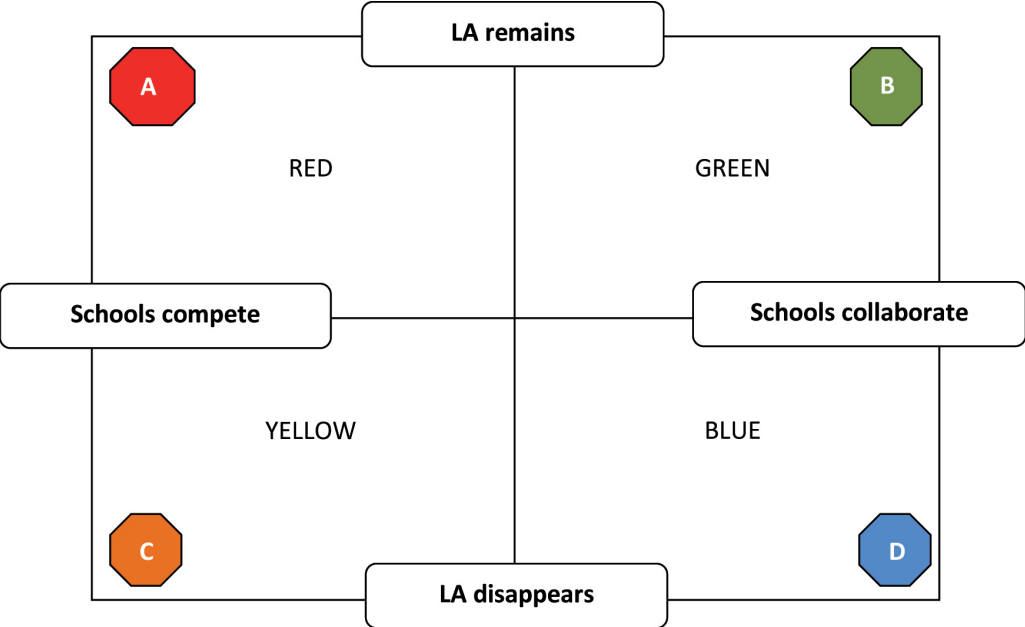 LA remains
A
B
RED
GREEN
Schools compete
Schools collaborate
YELLOW
BLUE
C
D
LA disappears